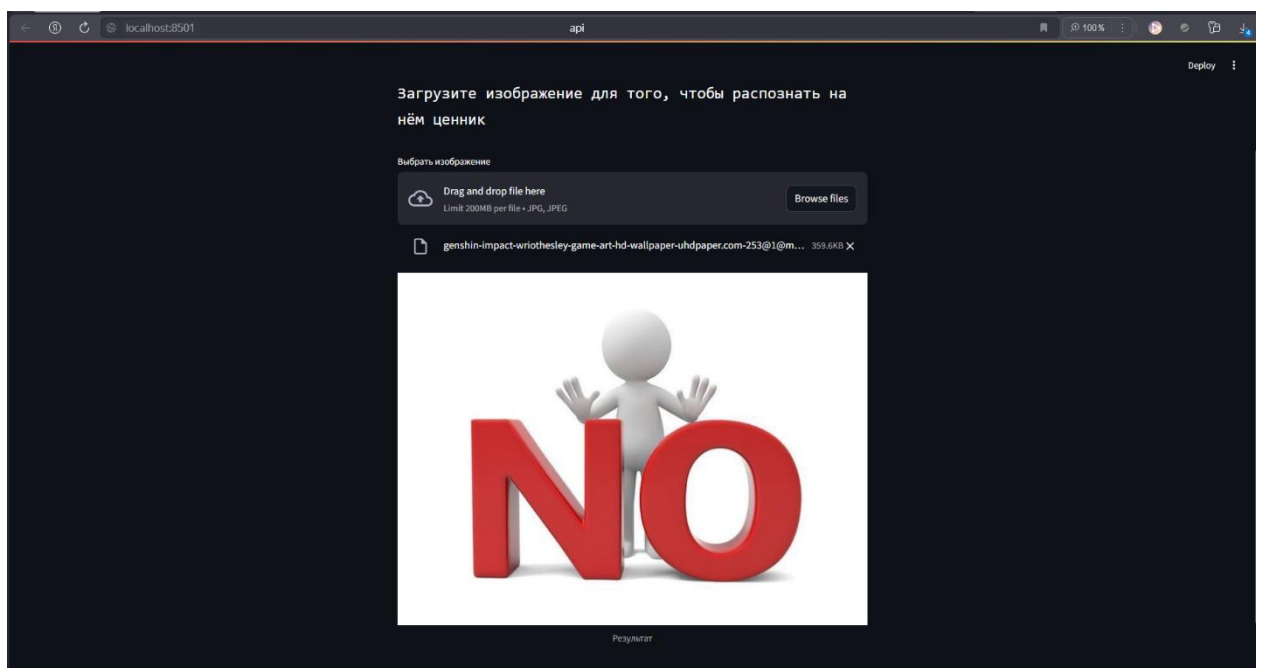 localhost:8501
api
100 %
Deploy
Загрузите изображение для того, чтобы распознать на
нём ценник
Выбрать изображение
Drag and drop file here
Limit 200MB per file • JPG, JPEG
Browse files
genshin-impact-wriothesley-game-art-hd-wallpaper-uhdpaper.com-253@1@m... 359.6KB
NO
Результат